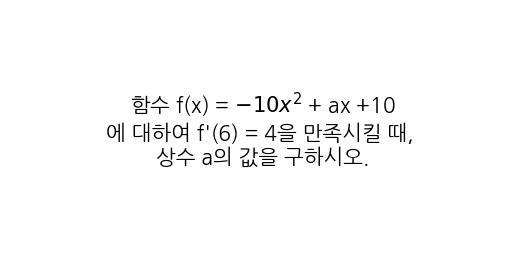 함수 f(x) = −10x² + ax +10
에 대하여 f'(6) = 4을 만족시킬 때,
상수 a의 값을 구하시오.